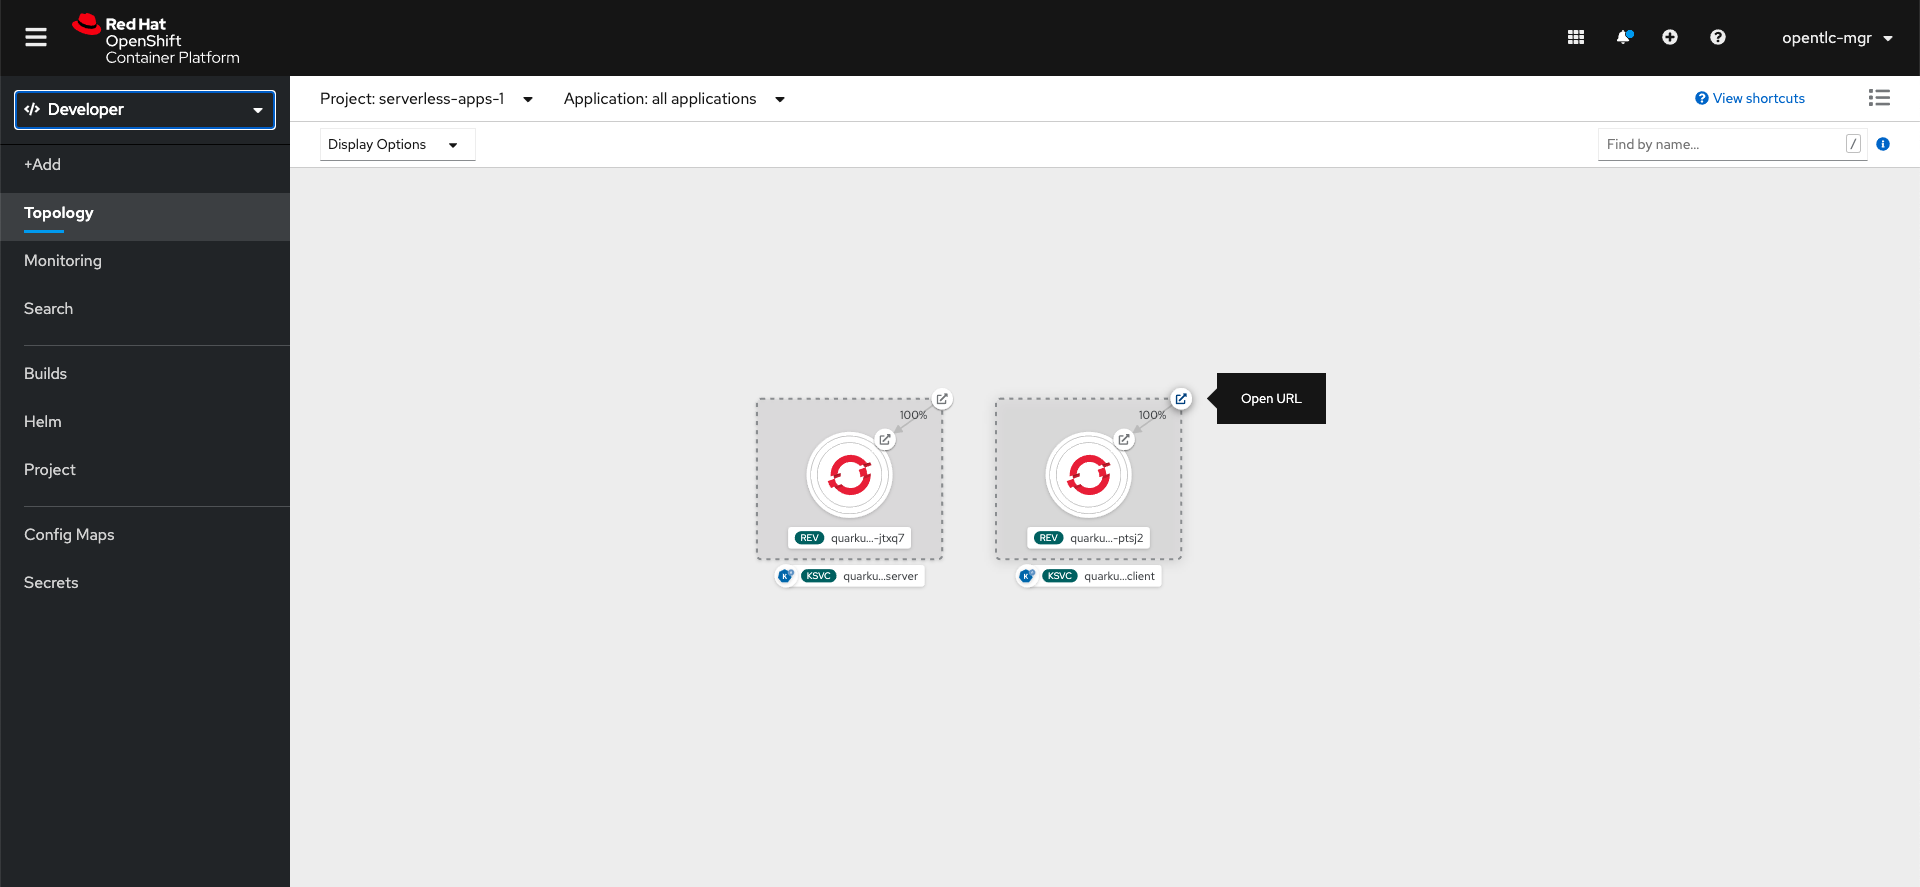 Red Hat
OpenShift
Container Platform
opentlc-mgr
Developer
Project: serverless-apps-1
Application: all applications
View shortcuts
+Add
Display Options
Find by name...
/
Topology
Monitoring
Search
Builds
Helm
Project
Config Maps
Secrets
100%
REV quarku...-jtxq7
KSVC quarku...server
100%
Open URL
REV quarku...-ptsj2
KSVC quarku...client